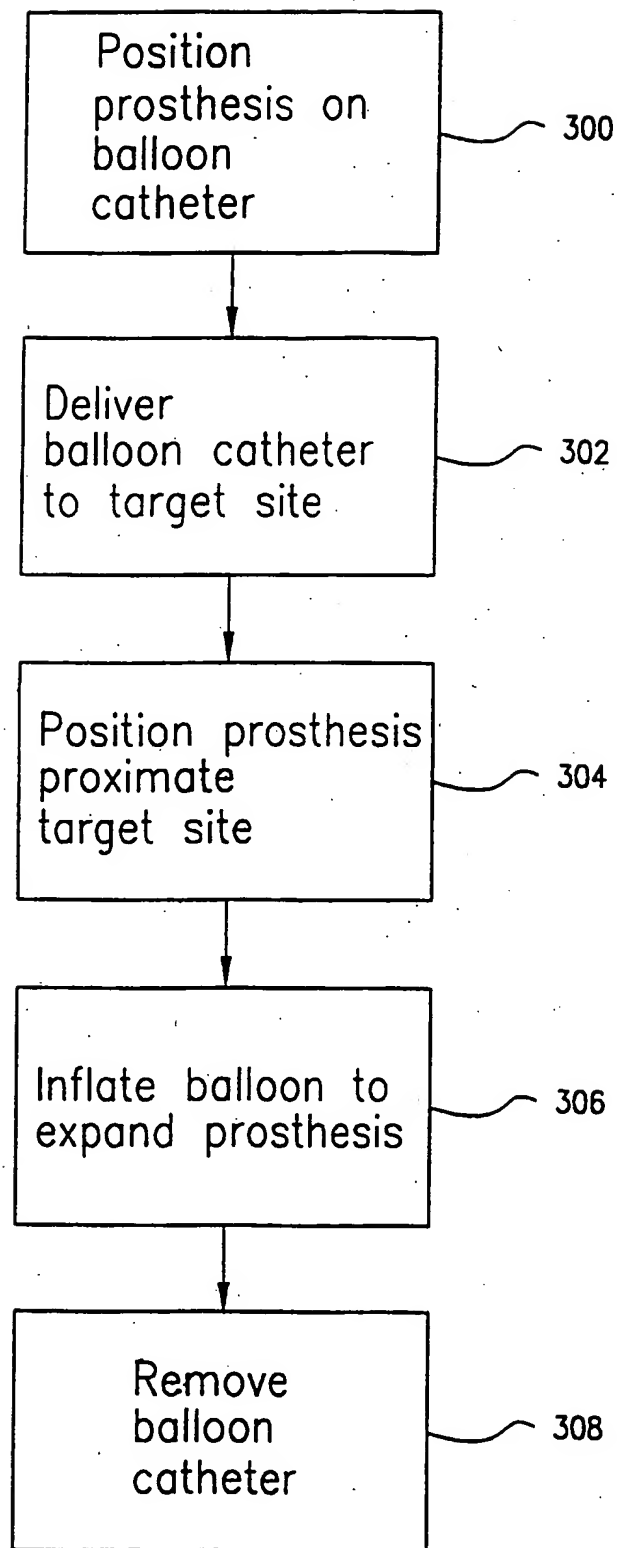 Position
prosthesis on
balloon
catheter
300
Deliver
balloon catheter
to target site
302
Position prosthesis
proximate
target site
304
Inflate balloon to
expand prosthesis
306
Remove
balloon
catheter
308